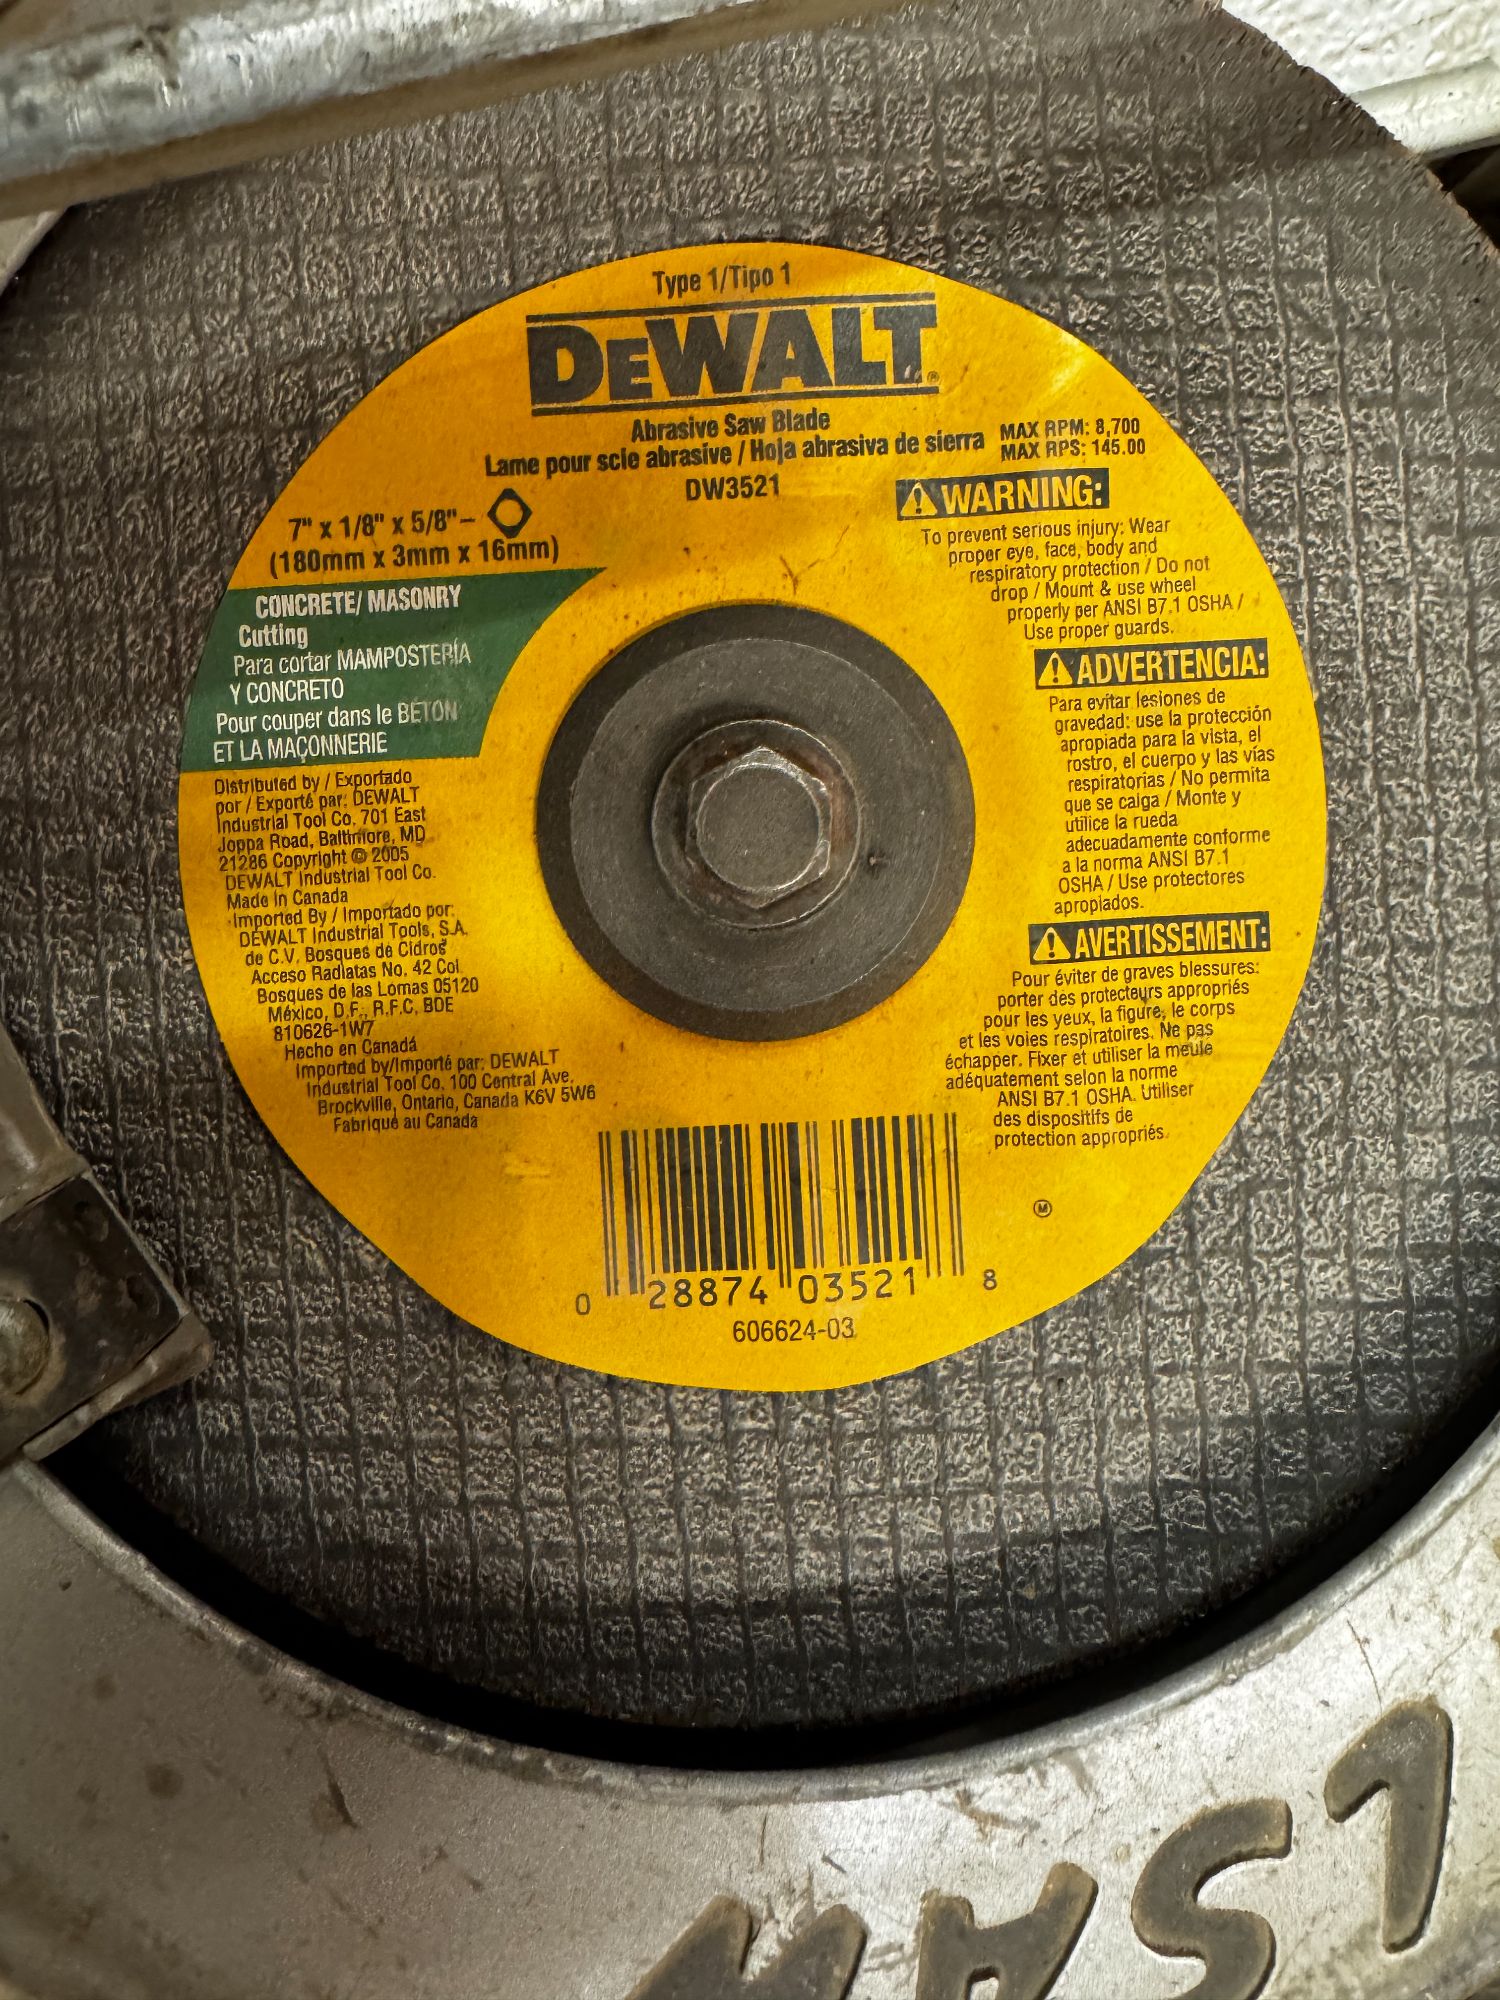 Type 1/Tipo 1
DEWALT®
Abrasive Saw Blade
Lame pour scie abrasive / Hoja abrasiva de sierra
DW3521
MAX RPM: 8,700
MAX RPS: 145.00
7" x 1/8" x 5/8"–
(180mm x 3mm x 16mm)
CONCRETE/ MASONRY
Cutting
Para cortar MAMPOSTERÍA
Y CONCRETO
Pour couper dans le BÉTON
ET LA MAÇONNERIE
Distributed by / Exportado
por / Exporté par: DEWALT
Industrial Tool Co. 701 East
Joppa Road, Baltimore, MD
21286 Copyright © 2005
DEWALT Industrial Tool Co.
Made in Canada
Imported By / Importado por:
DEWALT Industrial Tools, S.A.
de C.V. Bosques de Cidros
Acceso Radiatas No. 42 Col.
Bosques de las Lomas 05120
México, D.F., R.F.C. BDE
810626-1W7
Hecho en Canadá
Imported by/Importé par: DEWALT
Industrial Tool Co. 100 Central Ave.
Brockville, Ontario, Canada K6V 5W6
Fabriqué au Canada
WARNING:
To prevent serious injury: Wear
proper eye, face, body and
respiratory protection / Do not
drop / Mount & use wheel
properly per ANSI B7.1 OSHA /
Use proper guards.
ADVERTENCIA:
Para evitar lesiones de
gravedad: use la protección
apropiada para la vista, el
rostro, el cuerpo y las vías
respiratorias / No permita
que se caiga / Monte y
utilice la rueda
adecuadamente conforme
a la norma ANSI B7.1
OSHA / Use protectores
apropiados.
AVERTISSEMENT:
Pour éviter de graves blessures:
porter des protecteurs appropriés
pour les yeux, la figure, le corps
et les voies respiratoires. Ne pas
échapper. Fixer et utiliser la meule
adéquatement selon la norme
ANSI B7.1 OSHA. Utiliser
des dispositifs de
protection appropriés.
M
0 28874 03521 8
606624-03